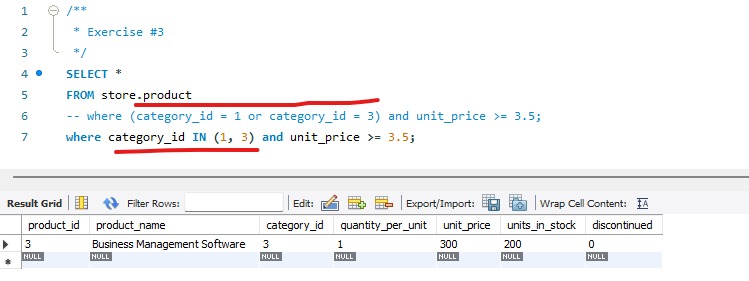 1 /**
2 * Exercise #3
3 */
4 SELECT *
5 FROM store.product
6 -- where (category_id = 1 or category_id = 3) and unit_price >= 3.5;
7 where category_id IN (1, 3) and unit_price >= 3.5;
Result Grid Filter Rows: Edit: Export/Import: Wrap Cell Content: IA
product_id product_name category_id quantity_per_unit unit_price units_in_stock discontinued
3 Business Management Software 3 1 300 200 0
NULL NULL NULL NULL NULL NULL NULL